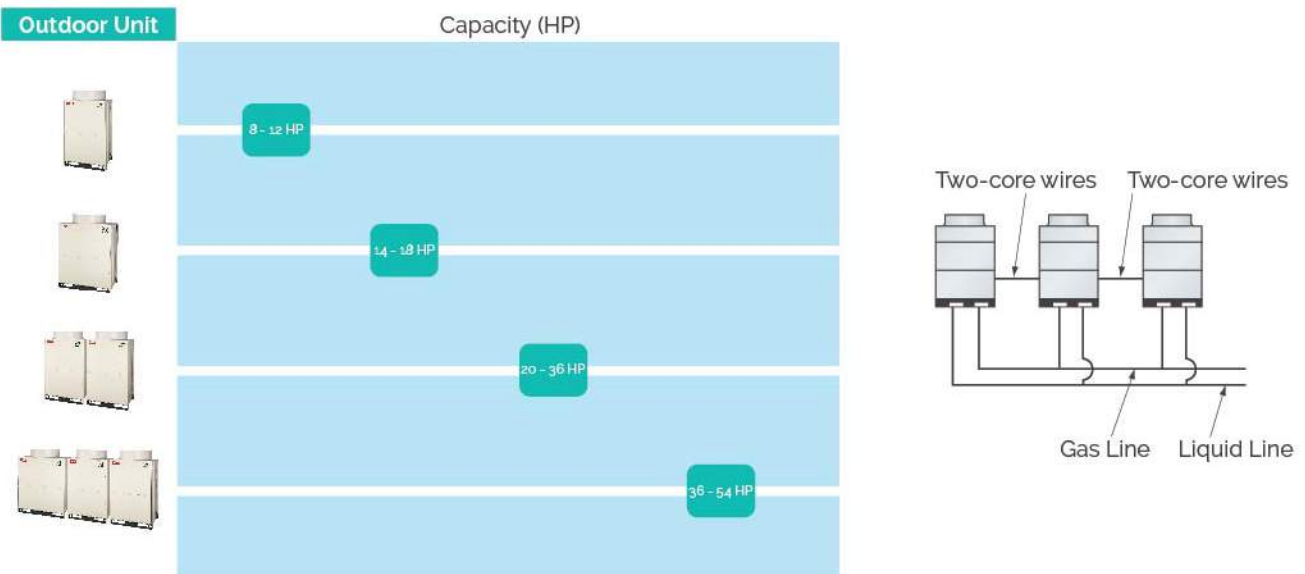 Outdoor Unit
Capacity (HP)
8 - 12 HP
14 - 18 HP
20 - 36 HP
36 - 54 HP
Two-core wires
Two-core wires
Gas Line
Liquid Line